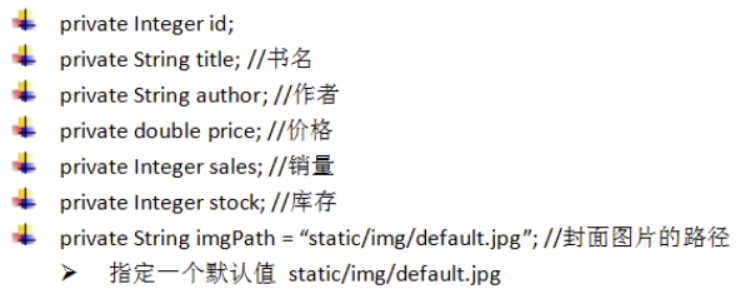 private Integer id;
private String title; //书名
private String author; //作者
private double price; //价格
private Integer sales; //销量
private Integer stock; //库存
private String imgPath = “static/img/default.jpg”; //封面图片的路径
指定一个默认值 static/img/default.jpg